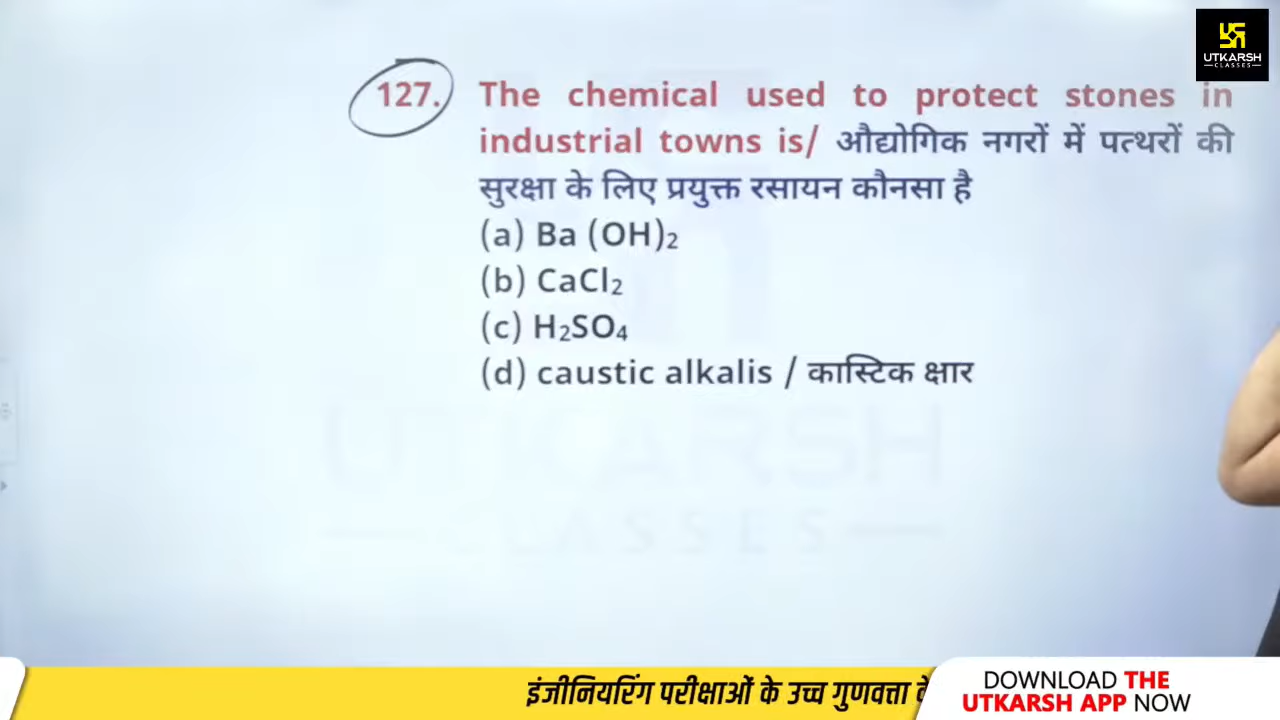 UTKARSH
CLASSES
127. The chemical used to protect stones in
industrial towns is/ औद्योगिक नगरों में पत्थरों की
सुरक्षा के लिए प्रयुक्त रसायन कौनसा है
(a) Ba (OH)₂
(b) CaCl₂
(c) H₂SO₄
(d) caustic alkalis / कास्टिक क्षार
UTKARSH
CLASSES
इंजीनियरिंग परीक्षाओं के उच्च गुणवत्ता
DOWNLOAD THE
UTKARSH APP NOW